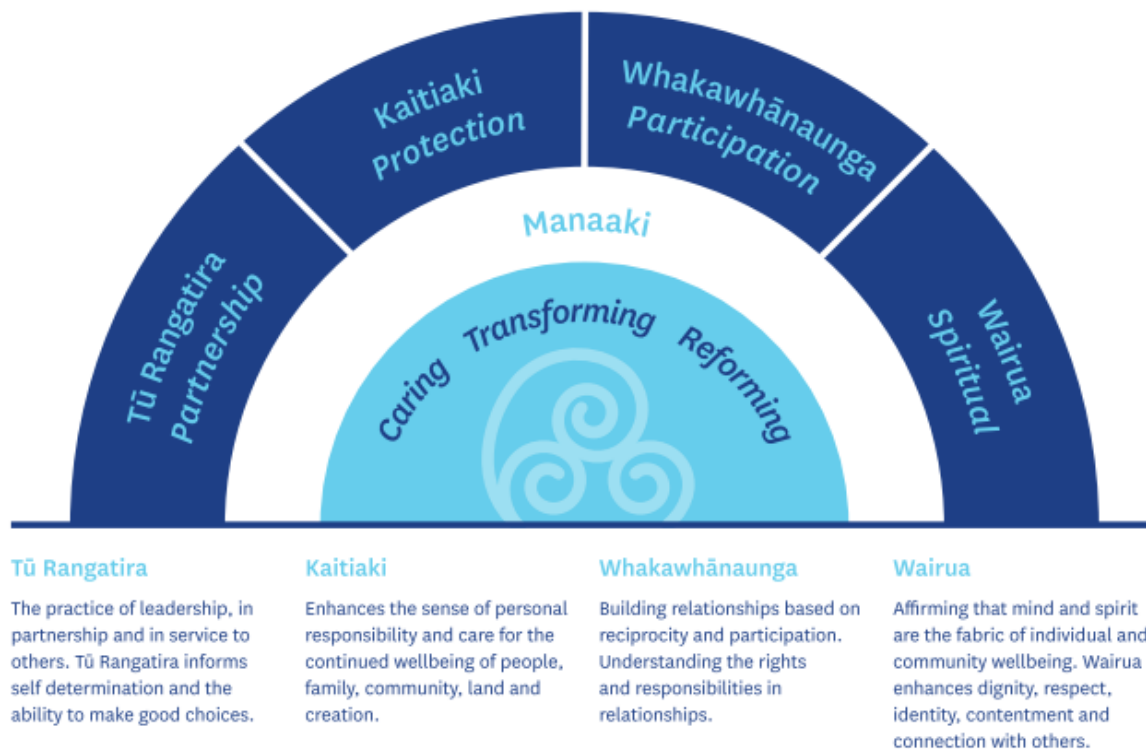 Kaitiaki
Protection
Whakawhānaunga
Participation
Tū Rangatira
Partnership
Wairua
Spiritual
Manaaki
Caring Transforming Reforming
Tū Rangatira
The practice of leadership, in
partnership and in service to
others. Tū Rangatira informs
self determination and the
ability to make good choices.
Kaitiaki
Enhances the sense of personal
responsibility and care for the
continued wellbeing of people,
family, community, land and
creation.
Whakawhānaunga
Building relationships based on
reciprocity and participation.
Understanding the rights
and responsibilities in
relationships.
Wairua
Affirming that mind and spirit
are the fabric of individual and
community wellbeing. Wairua
enhances dignity, respect,
identity, contentment and
connection with others.